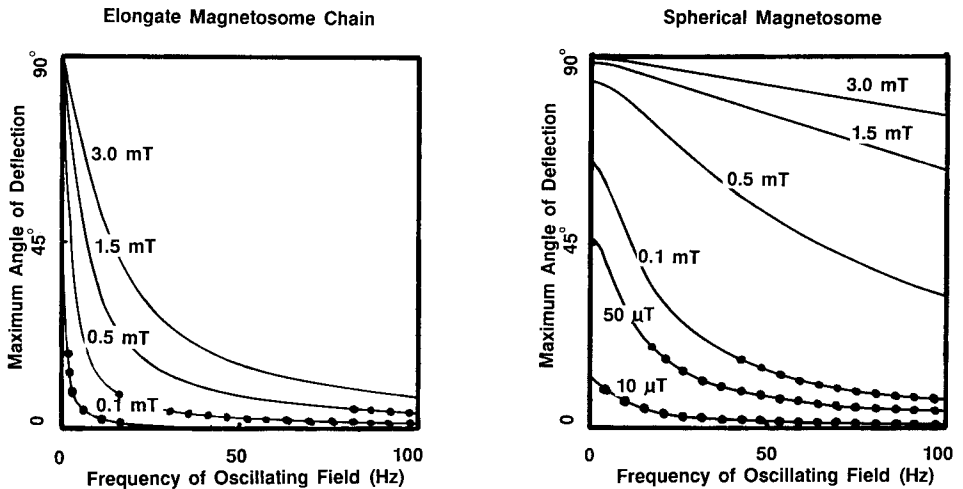 Elongate Magnetosome Chain
Maximum Angle of Deflection
90°
45°
0
3.0 mT
1.5 mT
0.5 mT
0.1 mT
0
50
100
Frequency of Oscillating Field (Hz)
Spherical Magnetosome
Maximum Angle of Deflection
90°
45°
0
3.0 mT
1.5 mT
0.5 mT
0.1 mT
50 μT
10 μT
0
50
100
Frequency of Oscillating Field (Hz)